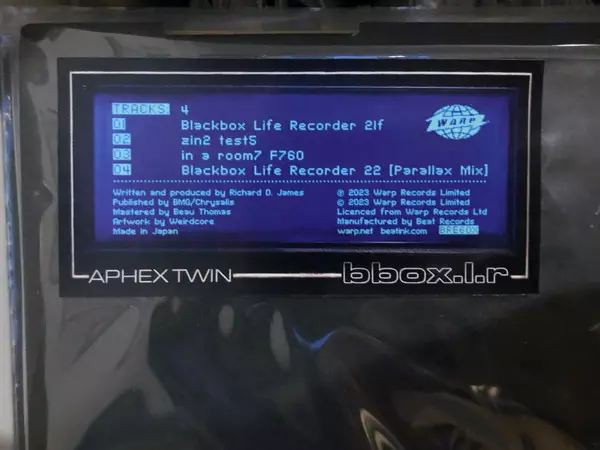 TRACKS: 4
WARP
01 Blackbox Life Recorder 21f
02 zin2 test5
03 in a room7 F760
04 Blackbox Life Recorder 22 [Parallax Mix]
Written and produced by Richard D. James
Published by BMG/Chrysalis
Mastered by Beau Thomas
Artwork by Weirdcore
Made in Japan
℗ 2023 Warp Records Limited
© 2023 Warp Records Limited
Licenced from Warp Records Ltd
Manufactured by Beat Records
warp.net beatink.com BRE60X
APHEX TWIN bbox.l.r